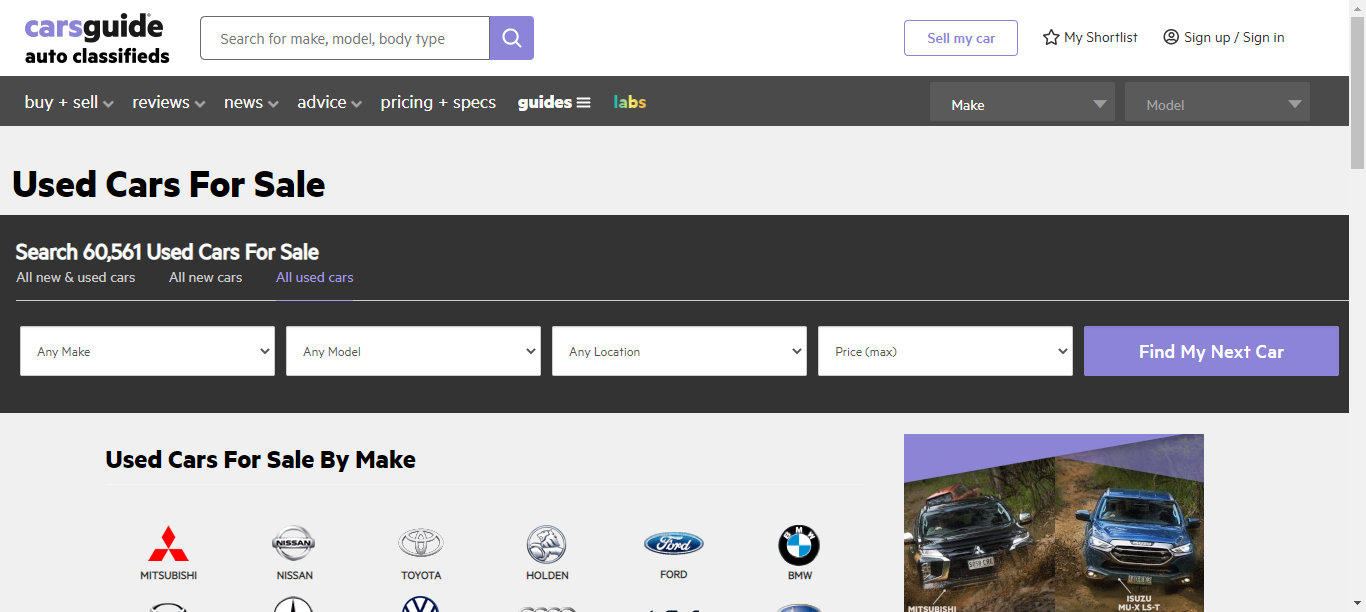 carsguide
auto classifieds
Search for make, model, body type
Sell my car
My Shortlist
Sign up / Sign in
buy + sell
reviews
news
advice
pricing + specs
guides
labs
Make
Model
Used Cars For Sale
Search 60,561 Used Cars For Sale
All new & used cars
All new cars
All used cars
Any Make
Any Model
Any Location
Price (max)
Find My Next Car
Used Cars For Sale By Make
NISSAN
Ford
BMW
MITSUBISHI
NISSAN
TOYOTA
HOLDEN
FORD
BMW
MITSUBISHI
ISUZU
MU-X LS-T